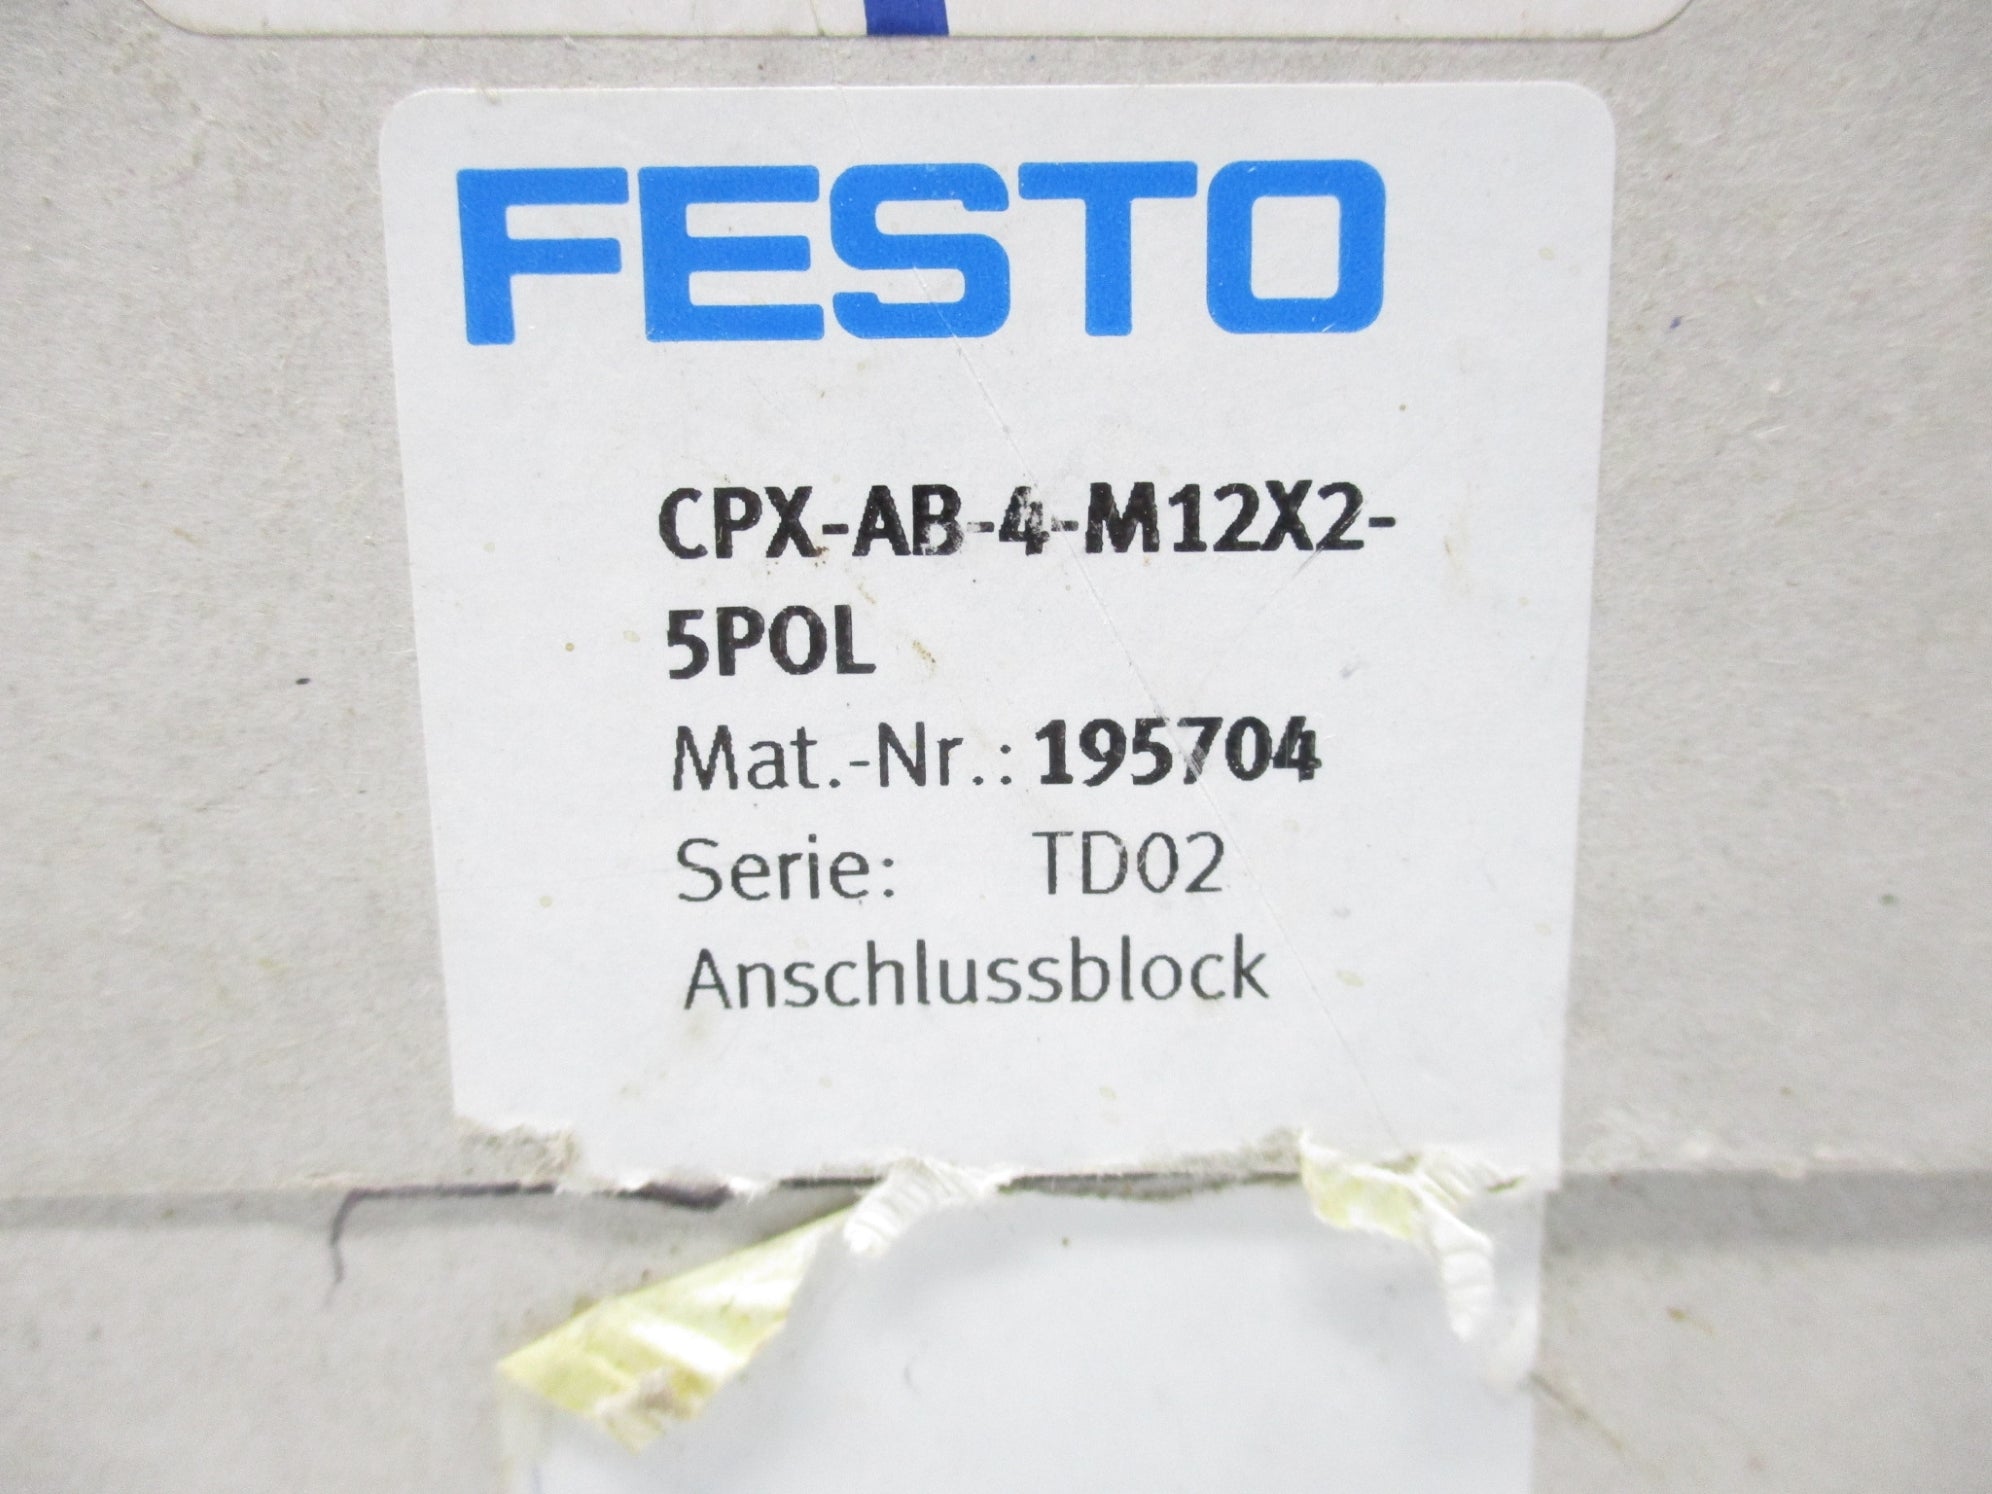 FESTO
CPX-AB-4-M12X2-
5POL
Mat.-Nr.: 195704
Serie: TD02
Anschlussblock